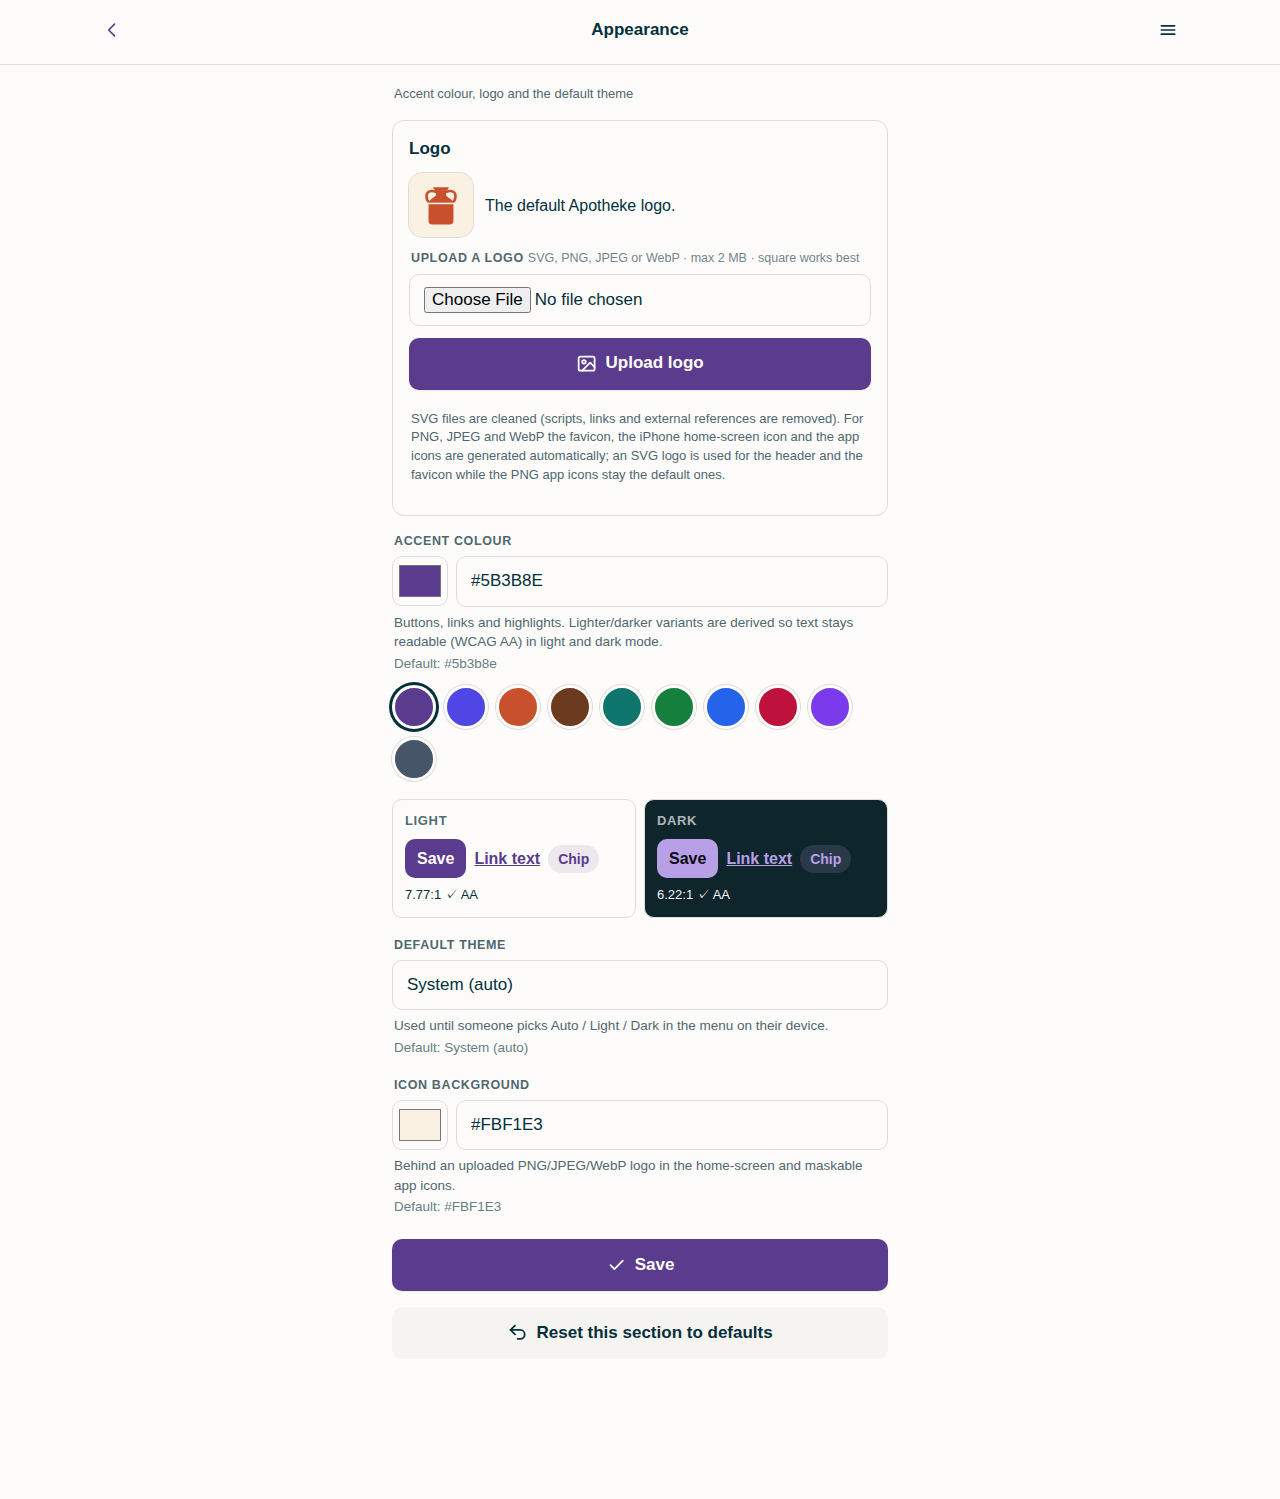 Appearance
Accent colour, logo and the default theme
Logo
The default Apotheke logo.
UPLOAD A LOGO SVG, PNG, JPEG or WebP · max 2 MB · square works best
Choose File No file chosen
Upload logo
SVG files are cleaned (scripts, links and external references are removed). For
PNG, JPEG and WebP the favicon, the iPhone home-screen icon and the app
icons are generated automatically; an SVG logo is used for the header and the
favicon while the PNG app icons stay the default ones.
ACCENT COLOUR
#5B3B8E
Buttons, links and highlights. Lighter/darker variants are derived so text stays
readable (WCAG AA) in light and dark mode.
Default: #5b3b8e
LIGHT
Save Link text Chip
7.77:1 ✓ AA
DARK
Save Link text Chip
6.22:1 ✓ AA
DEFAULT THEME
System (auto)
Used until someone picks Auto / Light / Dark in the menu on their device.
Default: System (auto)
ICON BACKGROUND
#FBF1E3
Behind an uploaded PNG/JPEG/WebP logo in the home-screen and maskable
app icons.
Default: #FBF1E3
Save
Reset this section to defaults